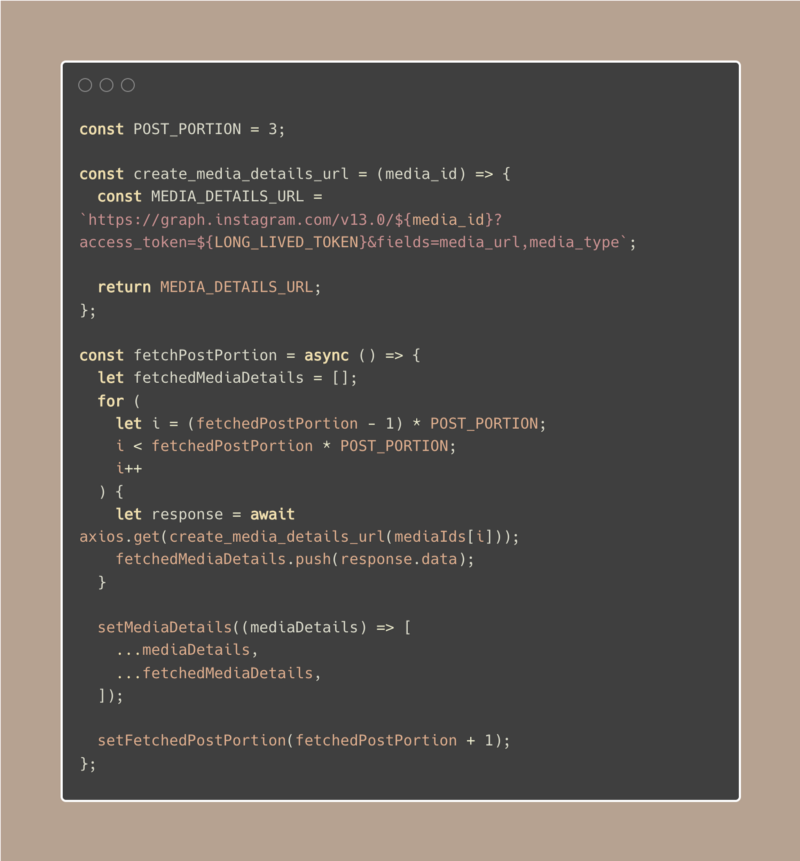 const POST_PORTION = 3;
const create_media_details_url = (media_id) => {
const MEDIA_DETAILS_URL =
`https://graph.instagram.com/v13.0/${media_id}?
access_token=${LONG_LIVED_TOKEN}&fields=media_url,media_type`;
return MEDIA_DETAILS_URL;
};
const fetchPostPortion = async () => {
let fetchedMediaDetails = [];
for (
let i = (fetchedPostPortion - 1) * POST_PORTION;
i < fetchedPostPortion * POST_PORTION;
i++
) {
let response = await
axios.get(create_media_details_url(mediaIds[i]));
fetchedMediaDetails.push(response.data);
}
setMediaDetails((mediaDetails) => [
...mediaDetails,
...fetchedMediaDetails,
]);
setFetchedPostPortion(fetchedPostPortion + 1);
};